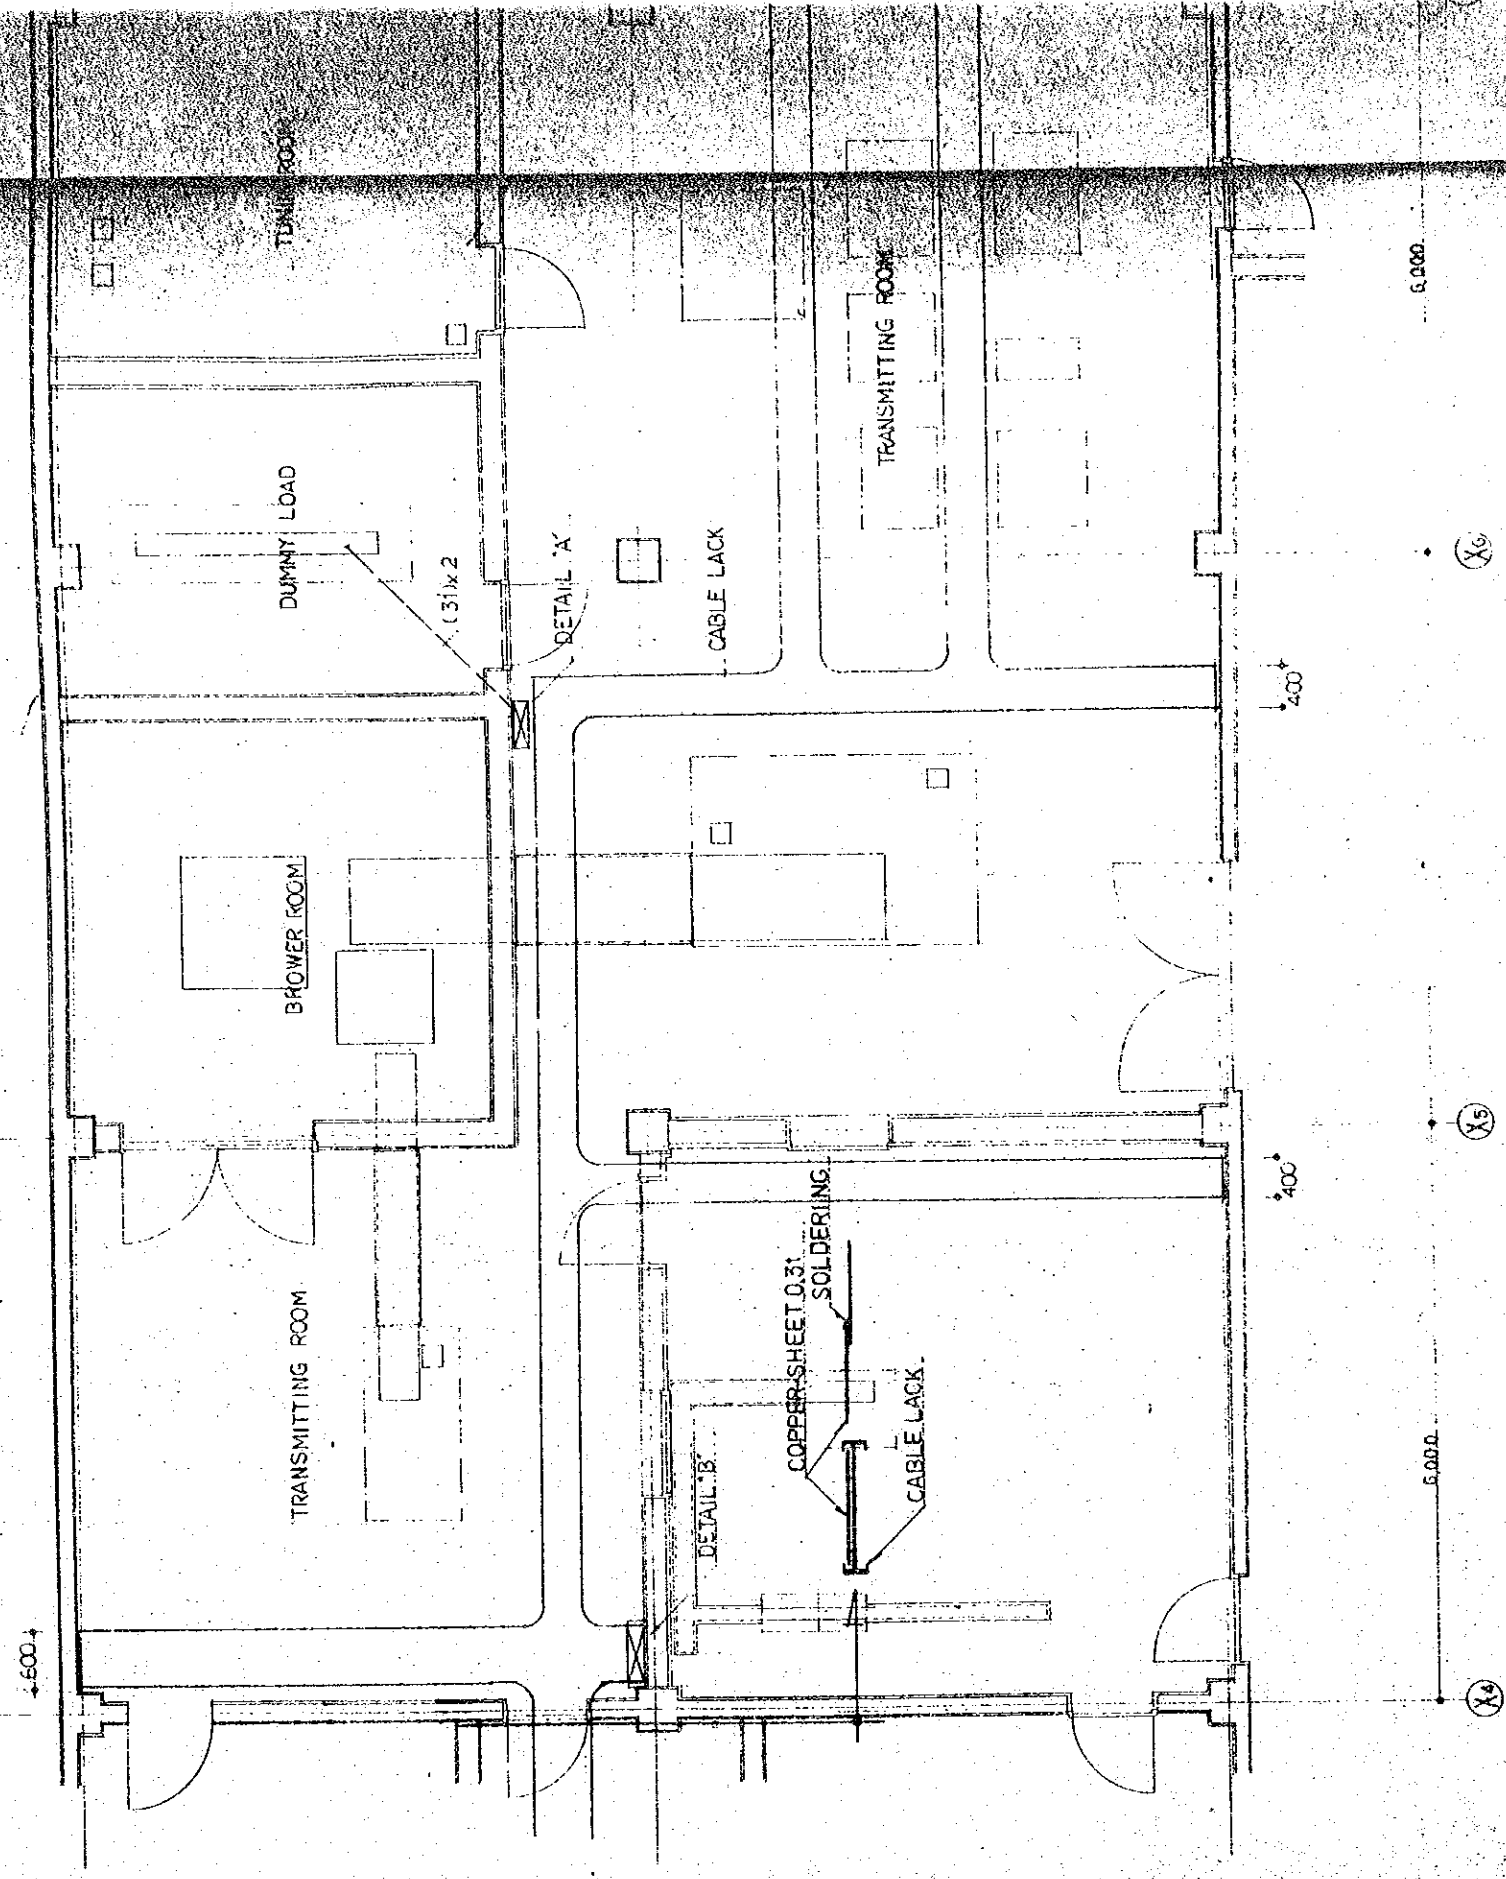 TUNING ROOM
DUMMY LOAD
(31)x2
DETAIL "A"
CABLE LACK
TRANSMITTING ROOM
6,000
X6
400
BROWER ROOM
X5
400
TRANSMITTING ROOM
COPPER SHEET 0.3t
SOLDERING
CABLE LACK
DETAIL "B"
6,000
600
X4